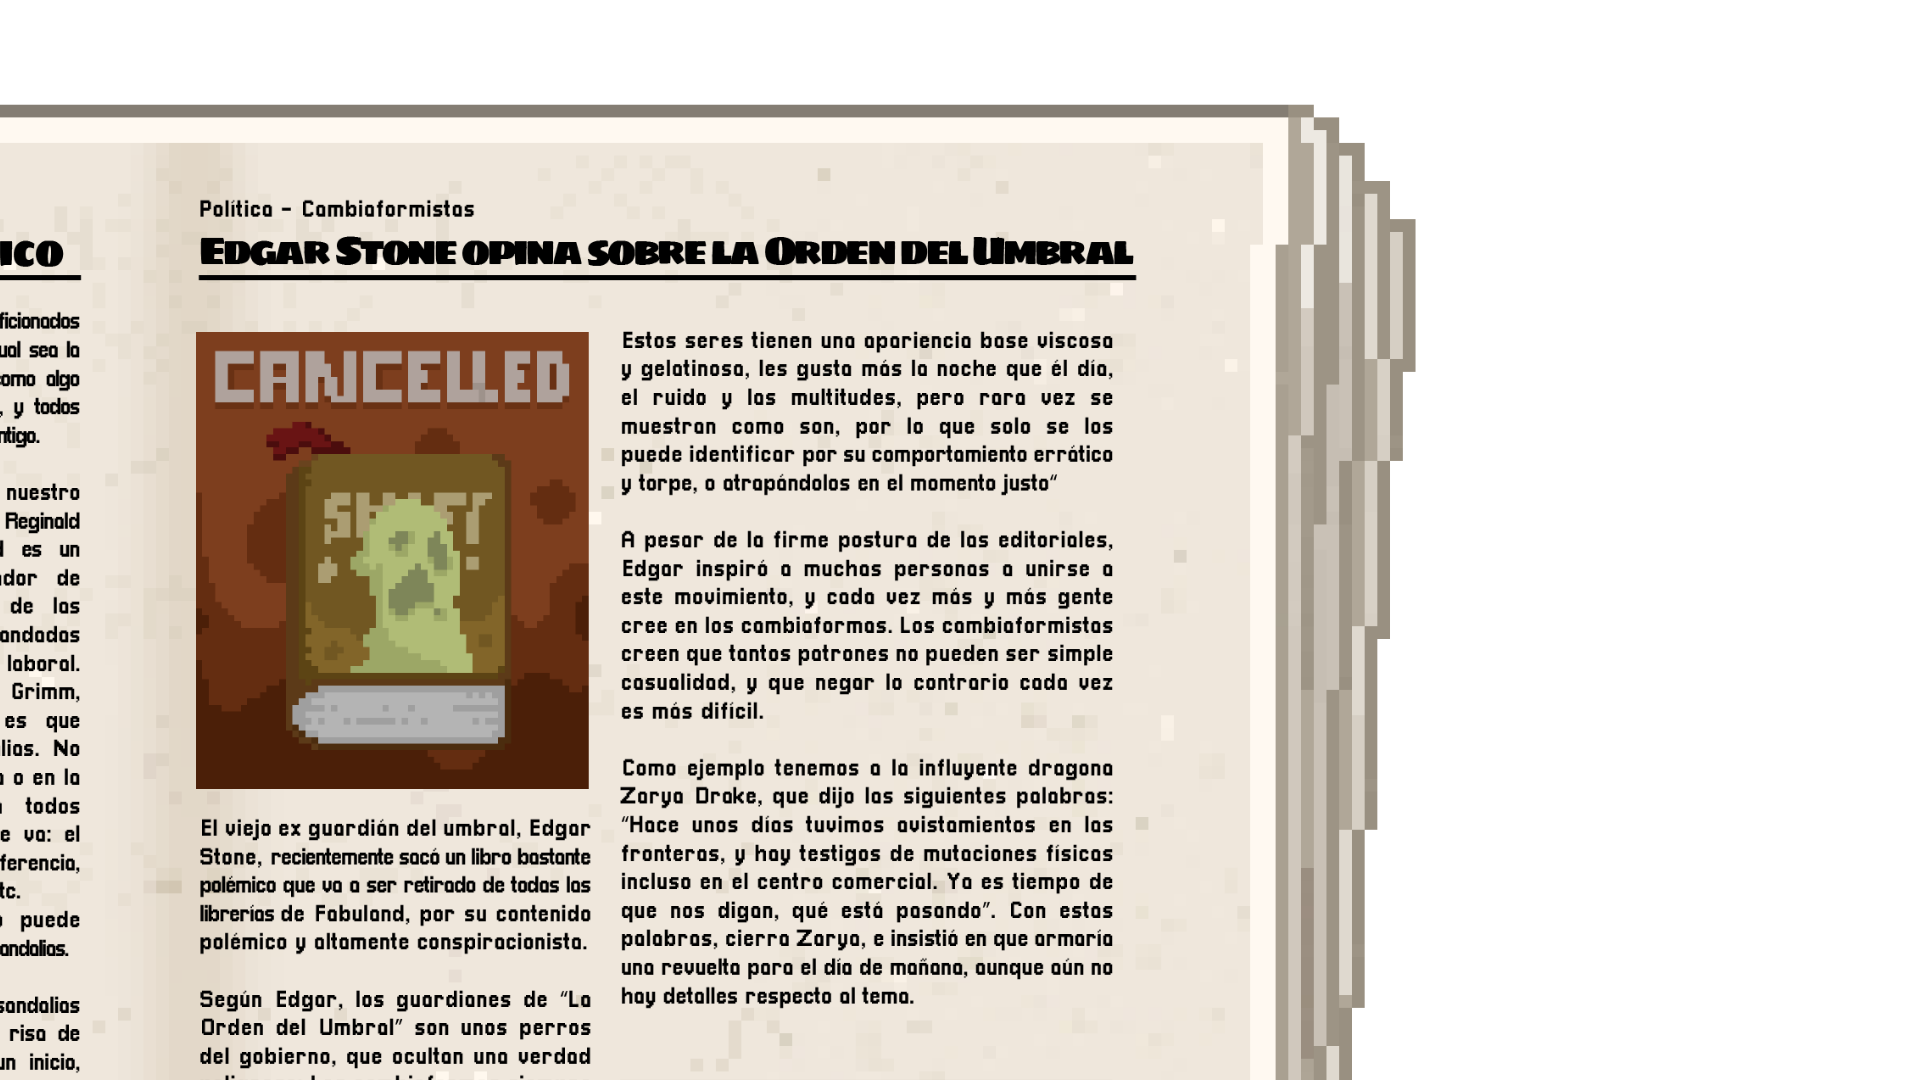 ICO
ficionados
ual sea la
como algo
, y todos
ntigo.
nuestro
Reginald
d es un
ador de
de las
andadas
laboral.
Grimm,
es que
lias. No
a o en la
a todos
e va: el
ferencia,
tc.
o puede
andalias.
sandalias
risa de
un inicio,
Política - Cambiaformistas
EDGAR STONE OPINA SOBRE LA ORDEN DEL UMBRAL
CANCELLED
El viejo ex guardián del umbral, Edgar
Stone, recientemente sacó un libro bastante
polémico que va a ser retirado de todas las
librerías de Fabuland, por su contenido
polémico y altamente conspiracionista.
Según Edgar, los guardianes de “La
Orden del Umbral” son unos perros
del gobierno, que ocultan una verdad
Estos seres tienen una apariencia base viscosa
y gelatinosa, les gusta más la noche que él día,
el ruido y las multitudes, pero rara vez se
muestran como son, por lo que solo se los
puede identificar por su comportamiento errático
y torpe, o atrapándolos en el momento justo“
A pesar de la firme postura de las editoriales,
Edgar inspiró a muchas personas a unirse a
este movimiento, y cada vez más y más gente
cree en los cambiaformas. Los cambiaformistas
creen que tantos patrones no pueden ser simple
casualidad, y que negar lo contrario cada vez
es más difícil.
Como ejemplo tenemos a la influyente dragona
Zarya Drake, que dijo las siguientes palabras:
“Hace unos días tuvimos avistamientos en las
fronteras, y hay testigos de mutaciones físicas
incluso en el centro comercial. Ya es tiempo de
que nos digan, qué está pasando”. Con estas
palabras, cierra Zarya, e insistió en que armaría
una revuelta para el día de mañana, aunque aún no
hay detalles respecto al tema.